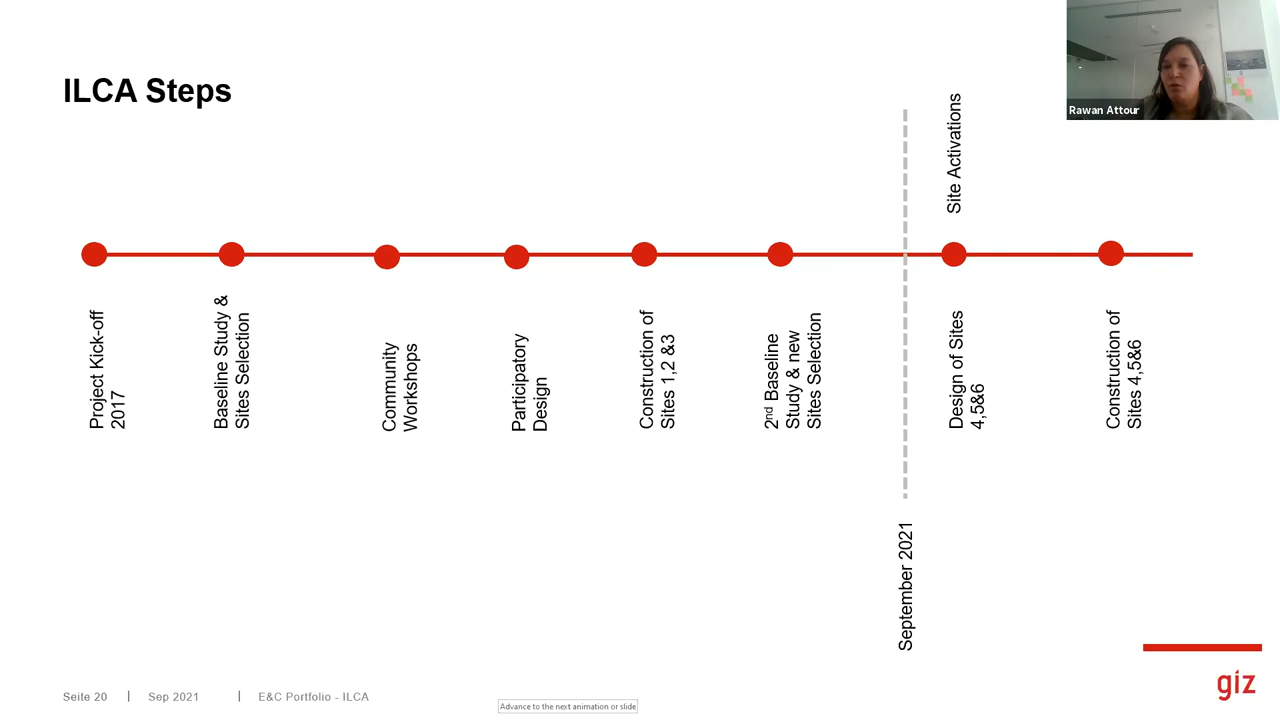 ILCA Steps
Rawan Attour
Site Activations
Project Kick-off
2017
Baseline Study &
Sites Selection
Community
Workshops
Participatory
Design
Construction of
Sites 1,2 &3
2nd Baseline
Study & new
Sites Selection
Design of Sites
4,5&6
Construction of
Sites 4,5&6
September 2021
Seite 20 | Sep 2021 | E&C Portfolio - ILCA
Advance to the next animation or slide
giz